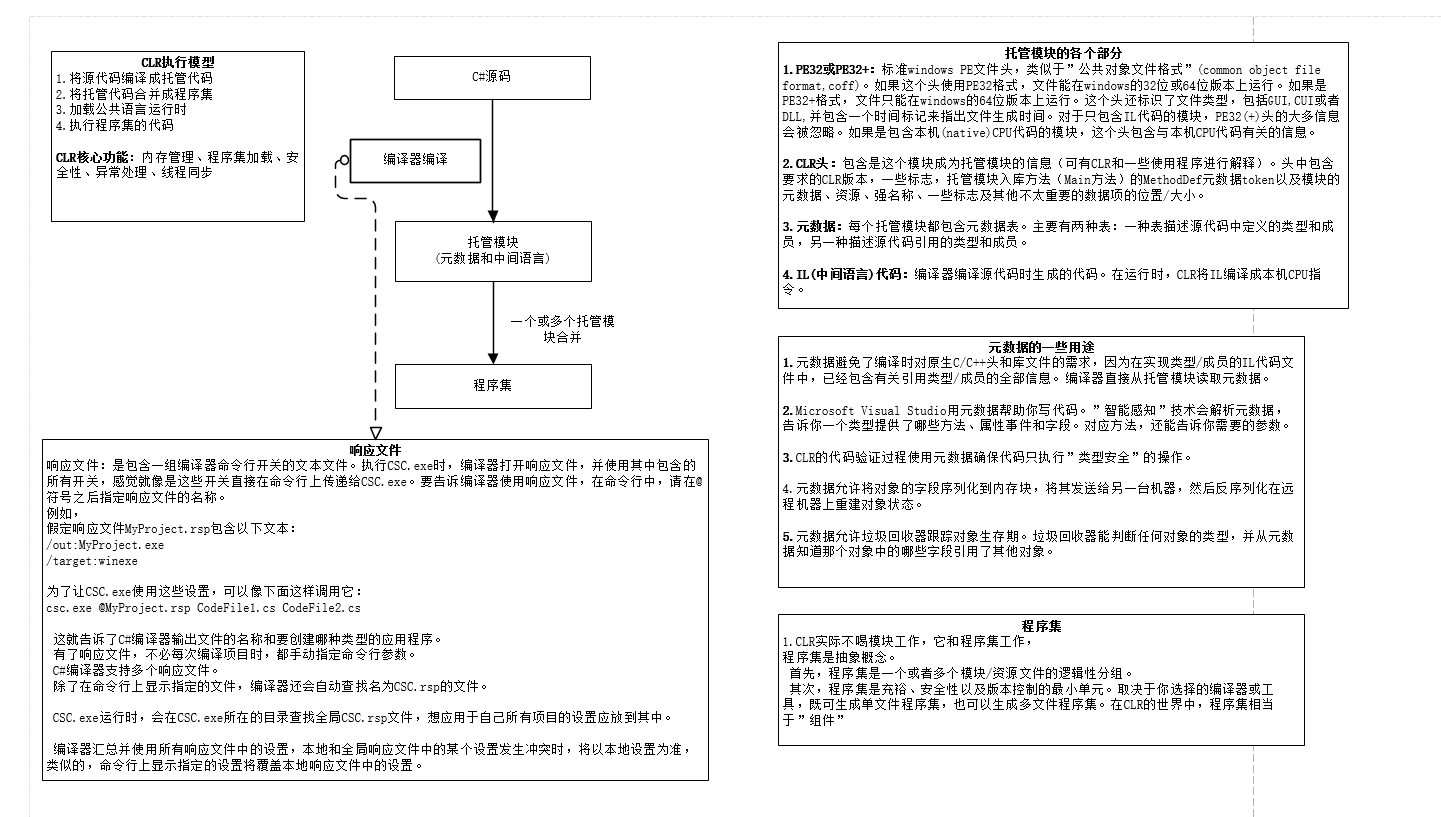 CLR执行模型
1.将源代码编译成托管代码
2.将托管代码合并成程序集
3.加载公共语言运行时
4.执行程序集的代码
CLR核心功能：内存管理、程序集加载、安
全性、异常处理、线程同步
C#源码
编译器编译
托管模块
(元数据和中间语言)
一个或多个托管模
块合并
程序集
响应文件
响应文件：是包含一组编译器命令行开关的文本文件。执行CSC.exe时，编译器打开响应文件，并使用其中包含的
所有开关，感觉就像是这些开关直接在命令行上传递给CSC.exe。要告诉编译器使用响应文件，在命令行中，请在@
符号之后指定响应文件的名称。
例如，
假定响应文件MyProject.rsp包含以下文本：
/out:MyProject.exe
/target:winexe
为了让CSC.exe使用这些设置，可以像下面这样调用它：
csc.exe @MyProject.rsp CodeFile1.cs CodeFile2.cs
这就告诉了C#编译器输出文件的名称和要创建哪种类型的应用程序。
有了响应文件，不必每次编译项目时，都手动指定命令行参数。
C#编译器支持多个响应文件。
除了在命令行上显示指定的文件，编译器还会自动查找名为CSC.rsp的文件。
CSC.exe运行时，会在CSC.exe所在的目录查找全局CSC.rsp文件，想应用于自己所有项目的设置应放到其中。
编译器汇总并使用所有响应文件中的设置，本地和全局响应文件中的某个设置发生冲突时，将以本地设置为准，
类似的，命令行上显示指定的设置将覆盖本地响应文件中的设置。
托管模块的各个部分
1.PE32或PE32+：标准windows PE文件头，类似于”公共对象文件格式”(common object file
format,coff)。如果这个头使用PE32格式，文件能在windows的32位或64位版本上运行。如果是
PE32+格式，文件只能在windows的64位版本上运行。这个头还标识了文件类型，包括GUI,CUI或者
DLL,并包含一个时间标记来指出文件生成时间。对于只包含IL代码的模块，PE32(+)头的大多信息
会被忽略。如果是包含本机(native)CPU代码的模块，这个头包含与本机CPU代码有关的信息。
2.CLR头：包含是这个模块成为托管模块的信息（可有CLR和一些使用程序进行解释）。头中包含
要求的CLR版本，一些标志，托管模块入库方法（Main方法）的MethodDef元数据token以及模块的
元数据、资源、强名称、一些标志及其他不太重要的数据项的位置/大小。
3.元数据：每个托管模块都包含元数据表。主要有两种表：一种表描述源代码中定义的类型和成
员，另一种描述源代码引用的类型和成员。
4.IL(中间语言)代码：编译器编译源代码时生成的代码。在运行时，CLR将IL编译成本机CPU指
令。
元数据的一些用途
1.元数据避免了编译时对原生C/C++头和库文件的需求，因为在实现类型/成员的IL代码文
件中，已经包含有关引用类型/成员的全部信息。编译器直接从托管模块读取元数据。
2.Microsoft Visual Studio用元数据帮助你写代码。”智能感知”技术会解析元数据，
告诉你一个类型提供了哪些方法、属性事件和字段。对应方法，还能告诉你需要的参数。
3.CLR的代码验证过程使用元数据确保代码只执行”类型安全”的操作。
4.元数据允许将对象的字段序列化到内存块，将其发送给另一台机器，然后反序列化在远
程机器上重建对象状态。
5.元数据允许垃圾回收器跟踪对象生存期。垃圾回收器能判断任何对象的类型，并从元数
据知道那个对象中的哪些字段引用了其他对象。
程序集
1.CLR实际不喝模块工作，它和程序集工作，
程序集是抽象概念。
首先，程序集是一个或者多个模块/资源文件的逻辑性分组。
其次，程序集是充裕、安全性以及版本控制的最小单元。取决于你选择的编译器或工
具，既可生成单文件程序集，也可以生成多文件程序集。在CLR的世界中，程序集相当
于”组件”